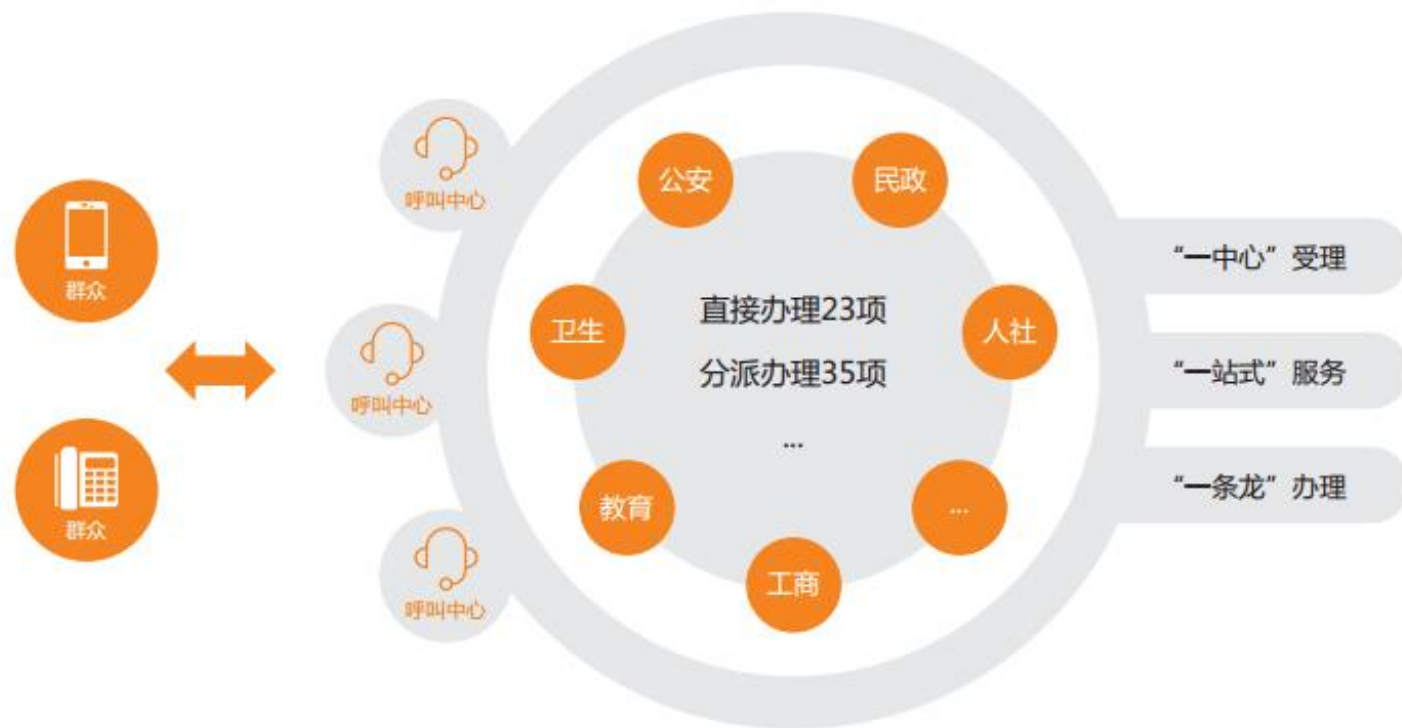 群众
群众
呼叫中心
呼叫中心
呼叫中心
公安
民政
卫生
人社
教育
...
工商
直接办理23项
分派办理35项
...
“一中心”受理
“一站式”服务
“一条龙”办理